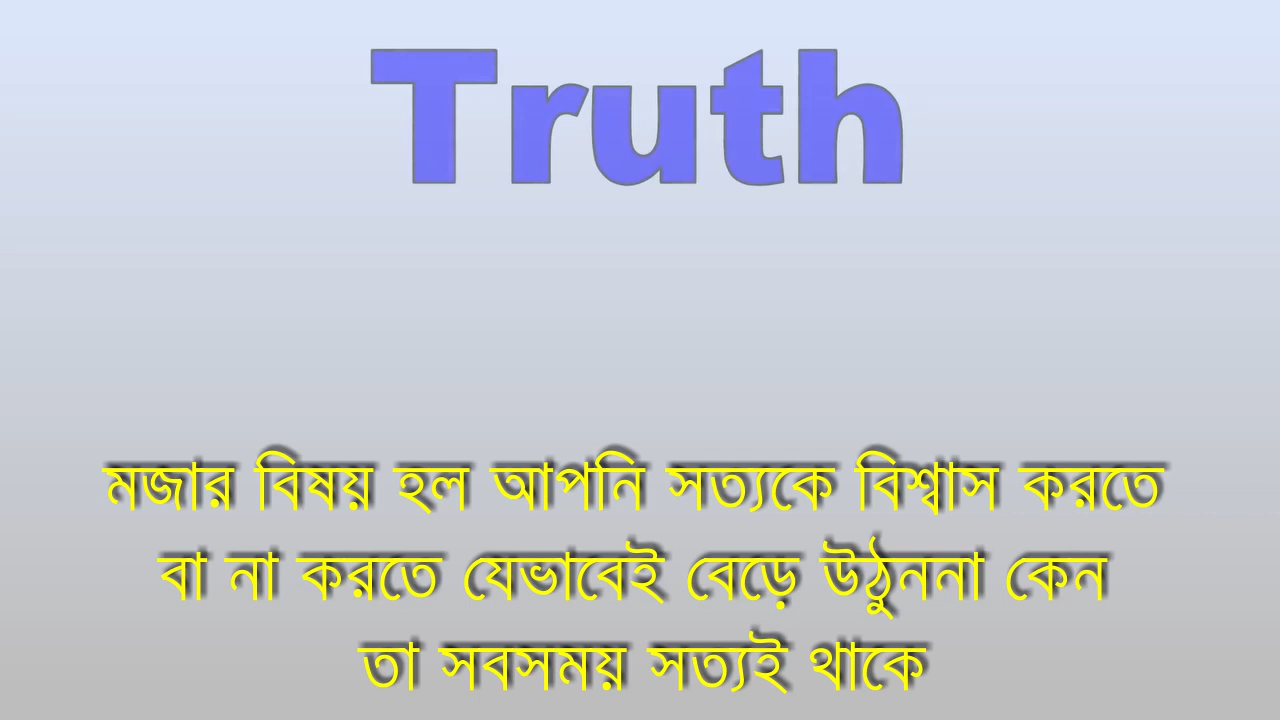 Truth
মজার বিষয় হল আপনি সত্যকে বিশ্বাস করতে
বা না করতে যেভাবেই বেড়ে উঠুননা কেন
তা সবসময় সত্যই থাকে